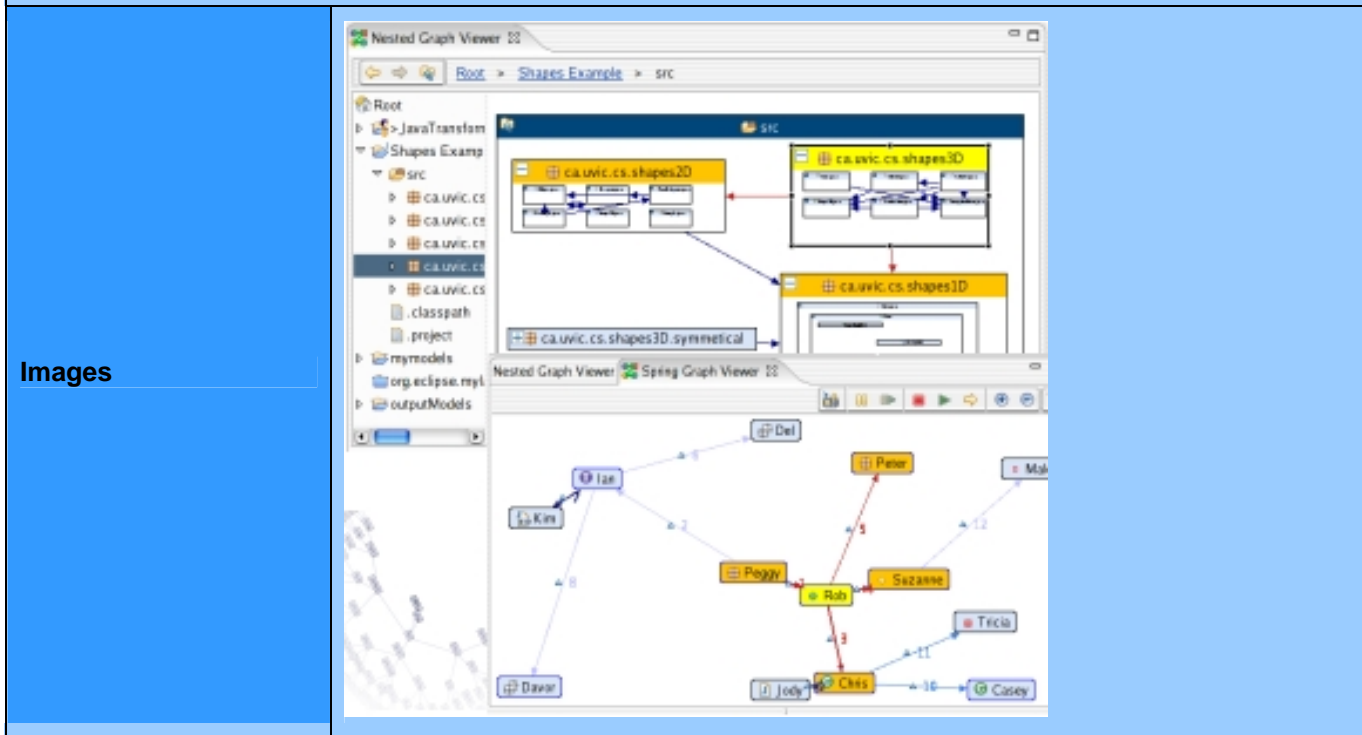 Images
Nested Graph Viewer
Root > Shapes Example > src
Root
>_JavaTransfom
Shapes Examp
src
ca.uvic.cs
ca.uvic.cs
ca.uvic.cs
ca.uvic.cs
ca.uvic.cs
.classpath
.project
mymodels
org.eclipse.myl
outputModels
src
ca.uvic.cs.shapes2D
ca.uvic.cs.shapes3D
ca.uvic.cs.shapes1D
ca.uvic.cs.shapes3D.symmetical
Nested Graph Viewer Spring Graph Viewer
Del
Ian
Peter
Kim
6
2
5
12
8
Peggy
Rob
Suzanne
3
Tricia
11
Davor
Jody
Chris
10
Casey